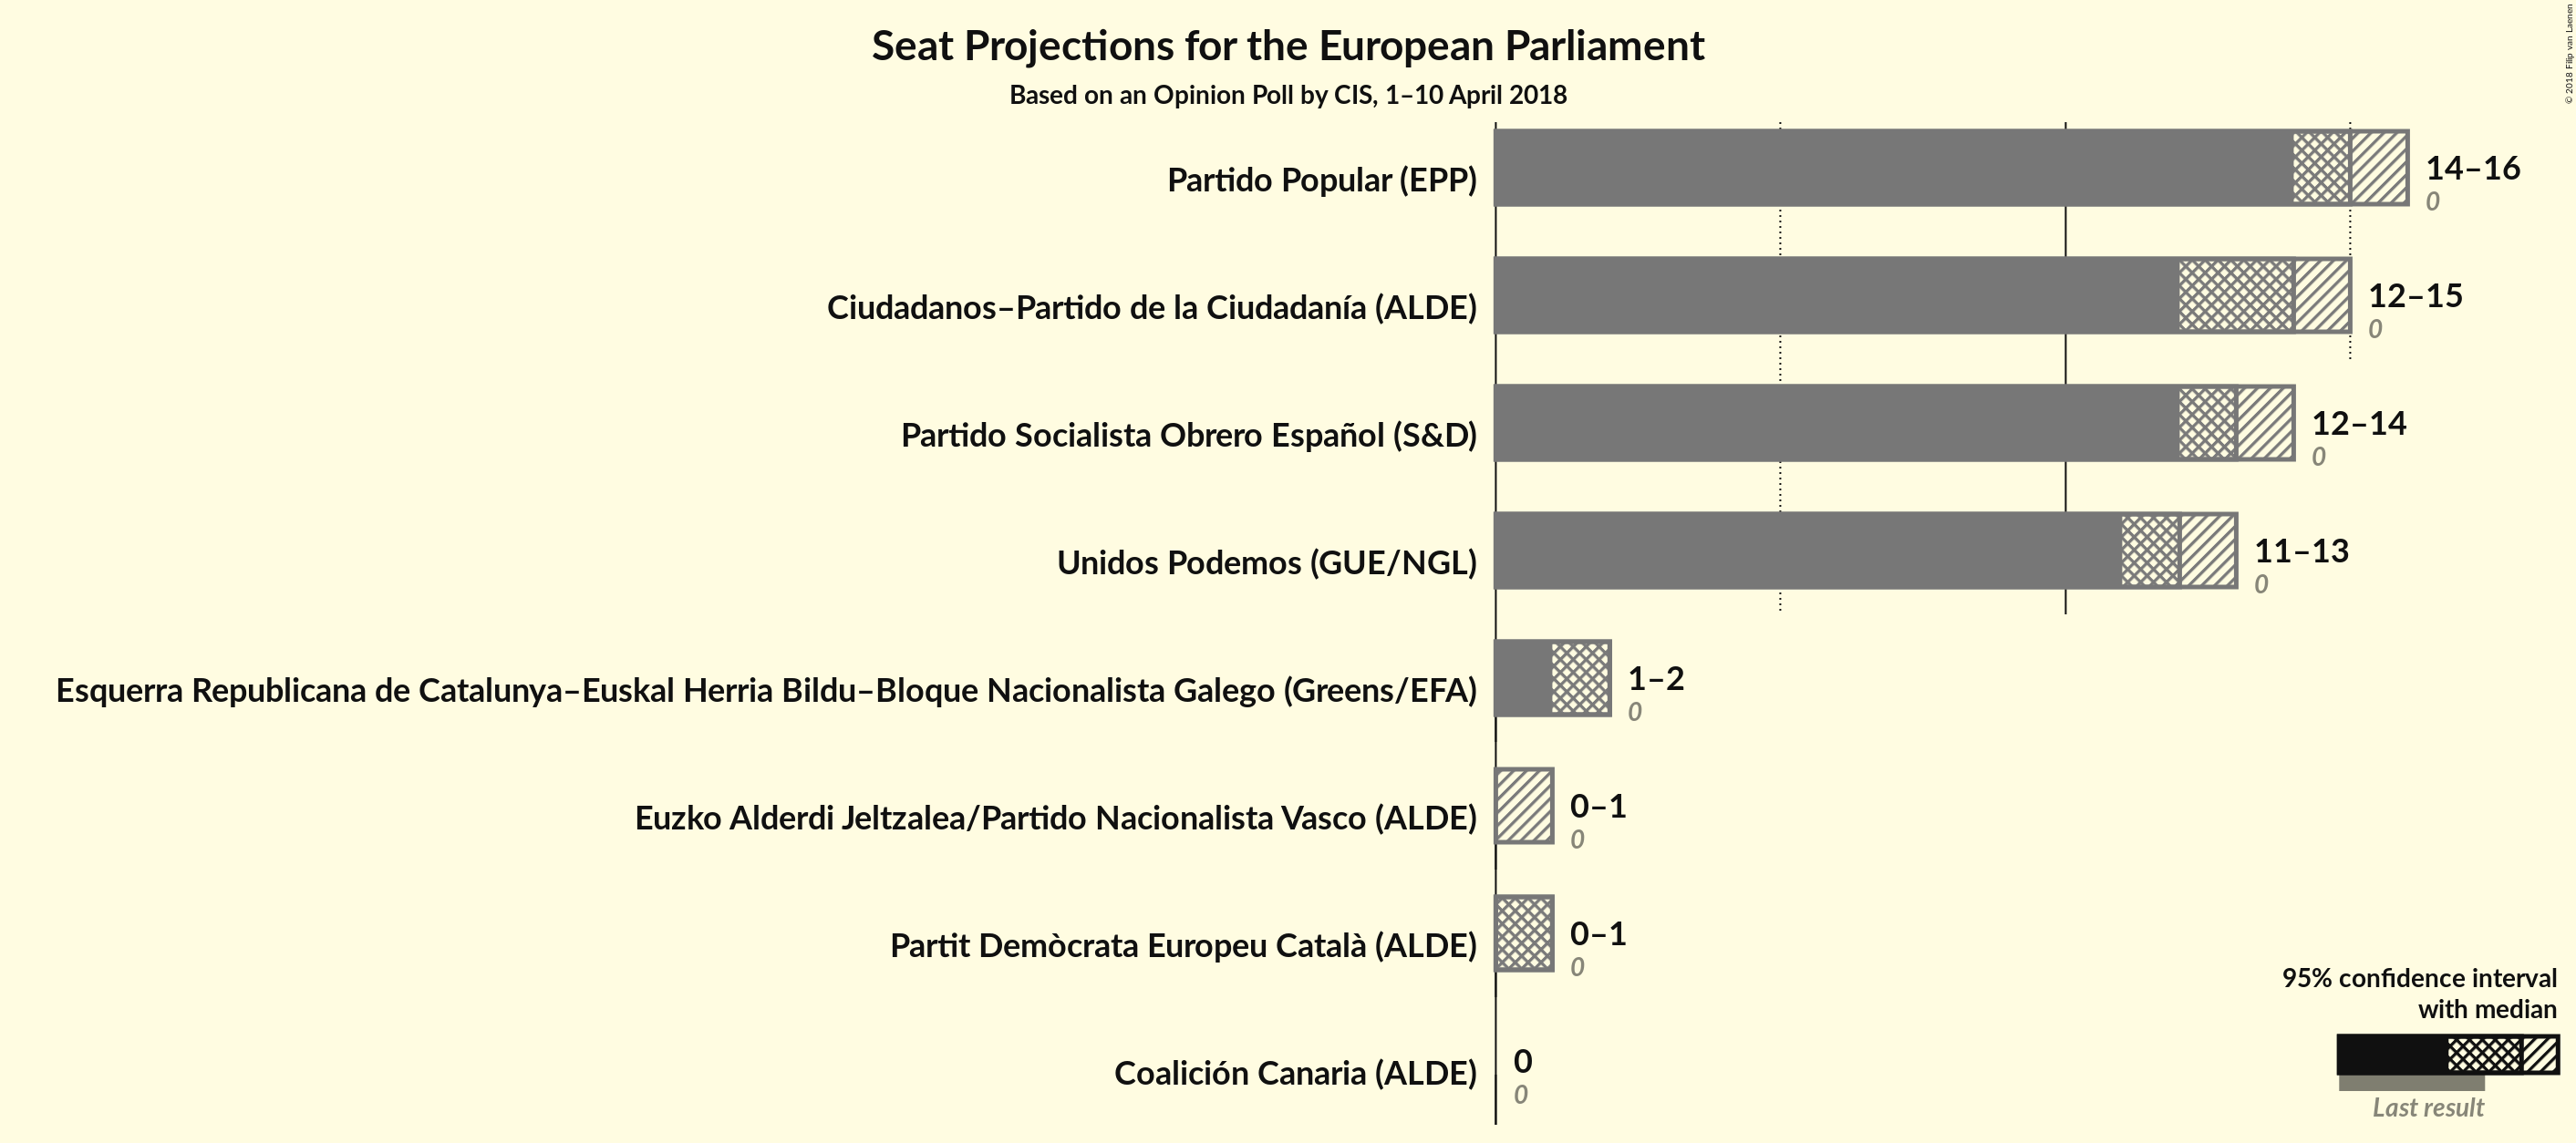 Seat Projections for the European Parliament
Based on an Opinion Poll by CIS, 1–10 April 2018
© 2018 Filip van Laenen
Partido Popular (EPP)
14–16
0
Ciudadanos–Partido de la Ciudadanía (ALDE)
12–15
0
Partido Socialista Obrero Español (S&D)
12–14
0
Unidos Podemos (GUE/NGL)
11–13
0
Esquerra Republicana de Catalunya–Euskal Herria Bildu–Bloque Nacionalista Galego (Greens/EFA)
1–2
0
Euzko Alderdi Jeltzalea/Partido Nacionalista Vasco (ALDE)
0–1
0
Partit Demòcrata Europeu Català (ALDE)
0–1
0
Coalición Canaria (ALDE)
0
0
95% confidence interval
with median
Last result